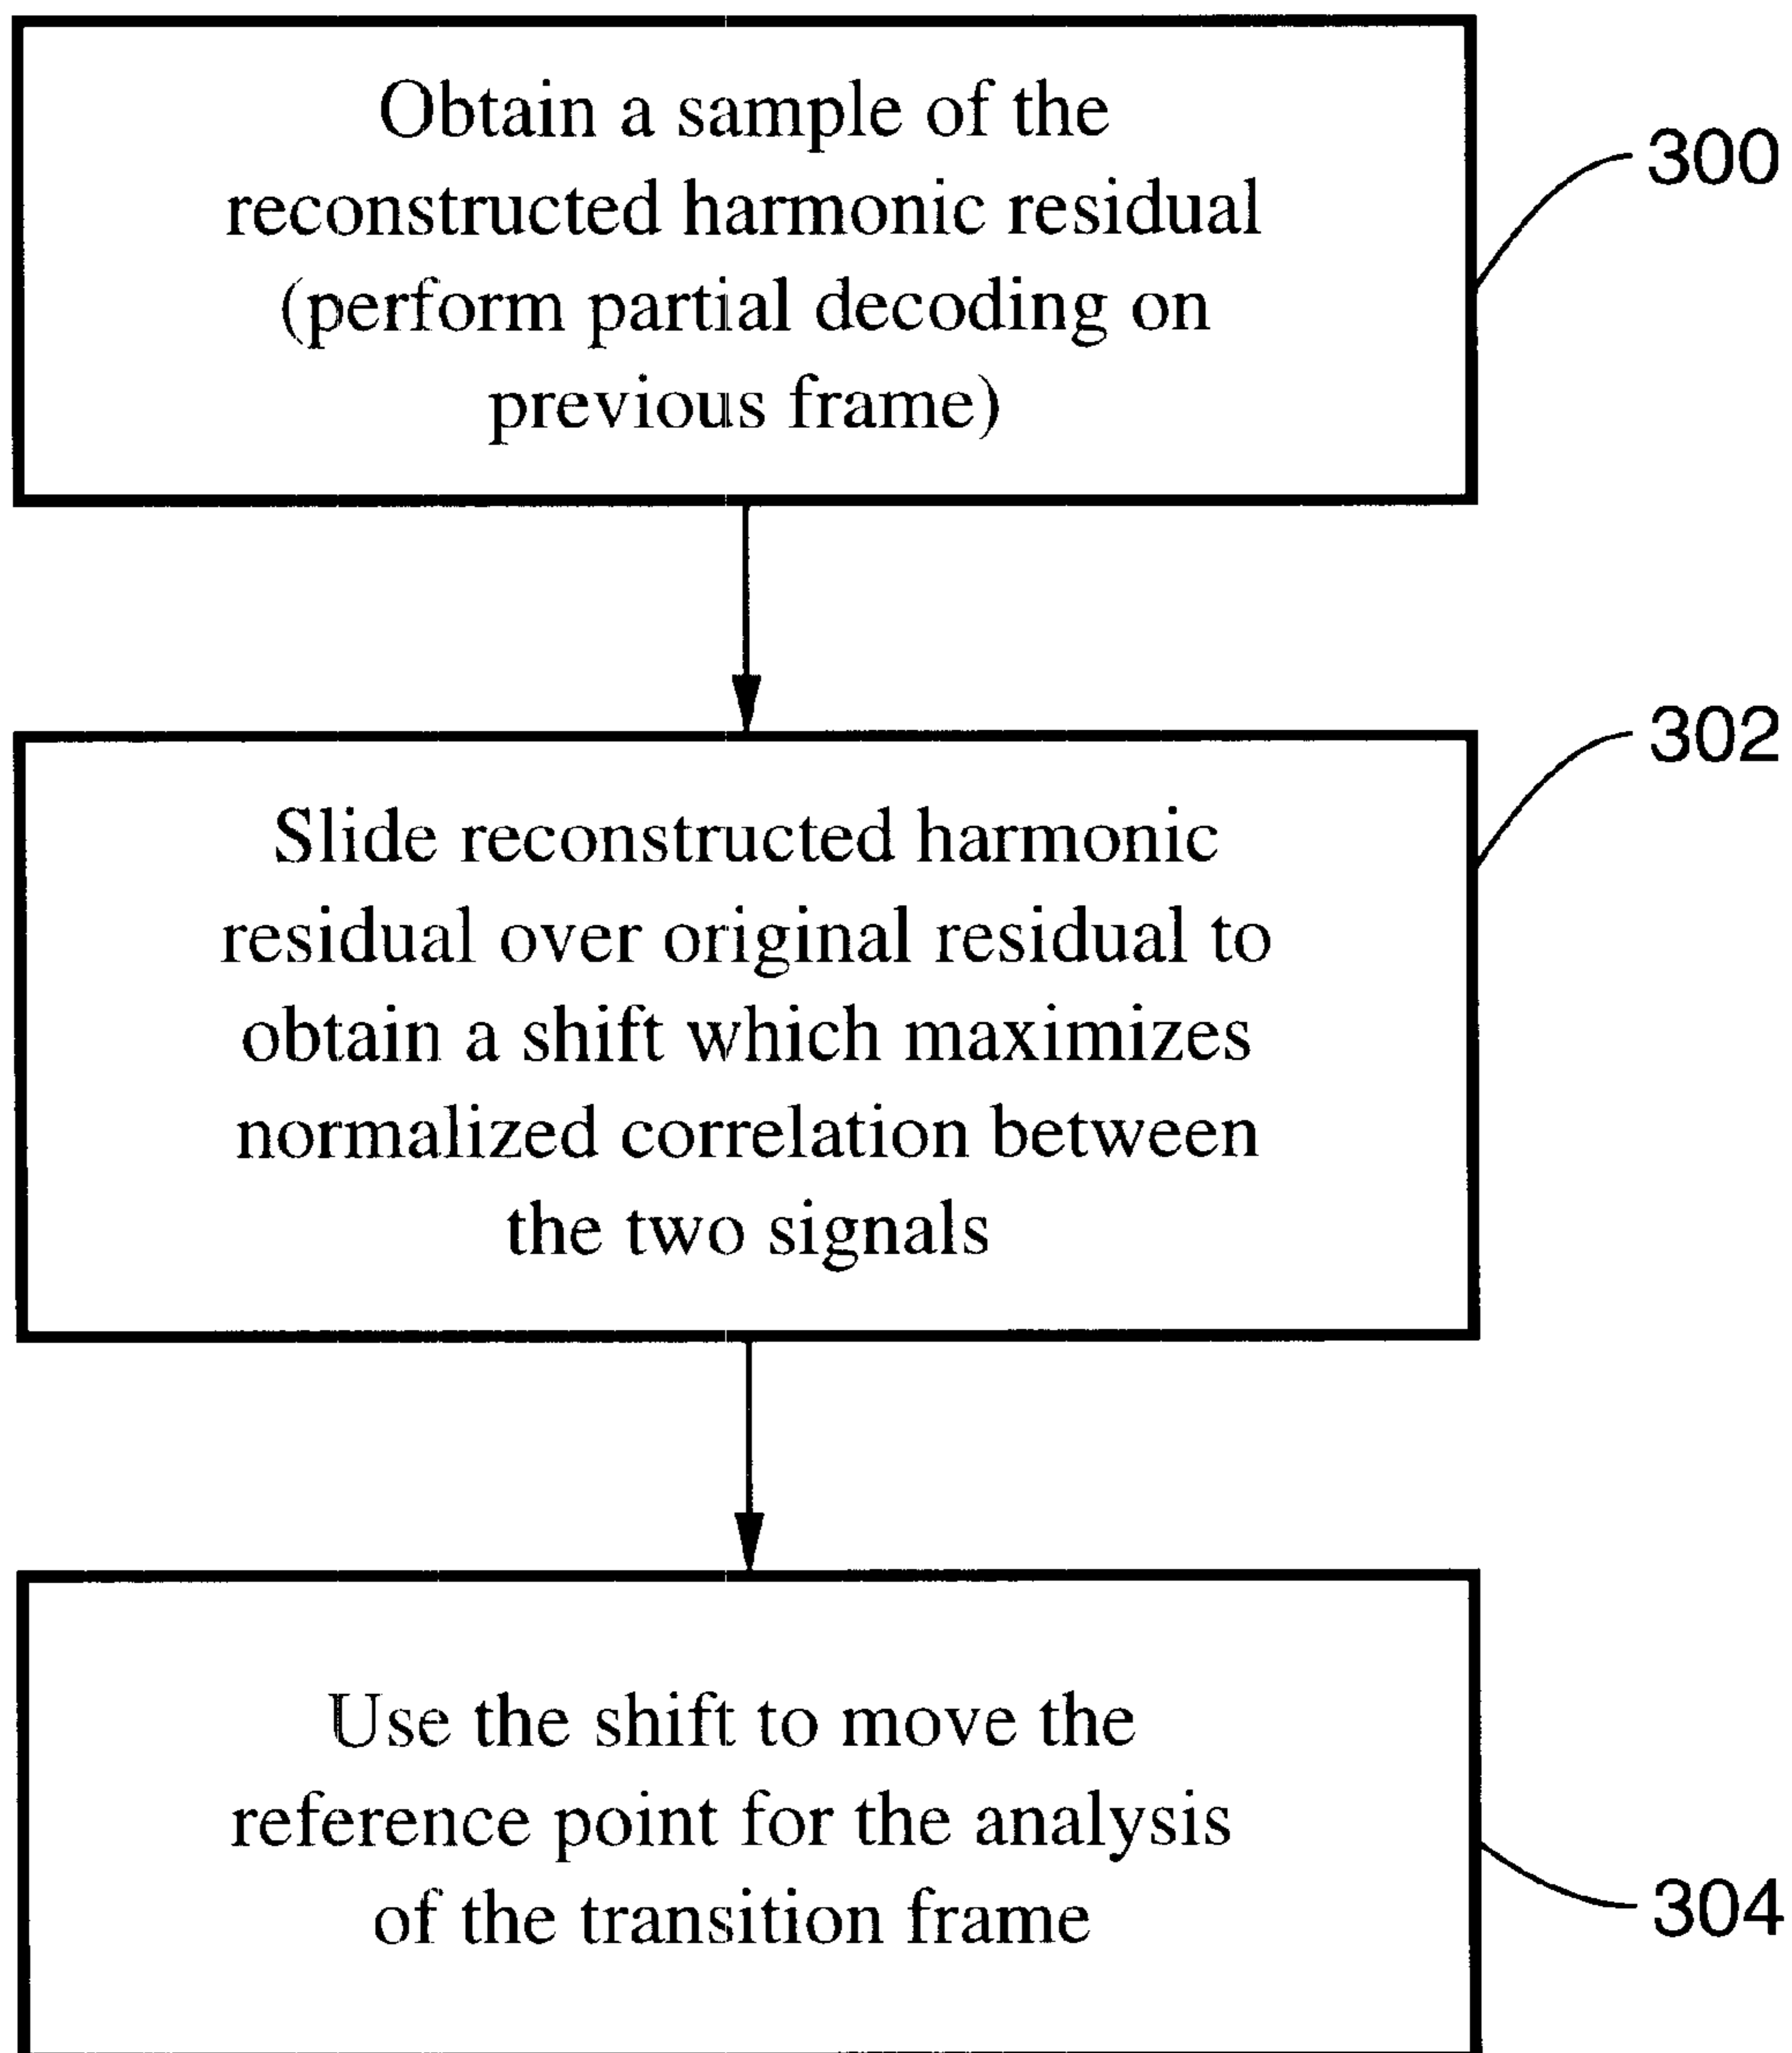 Obtain a sample of the
reconstructed harmonic residual
(perform partial decoding on
previous frame)
300
302
Slide reconstructed harmonic
residual over original residual to
obtain a shift which maximizes
normalized correlation between
the two signals
Use the shift to move the
reference point for the analysis
of the transition frame
304